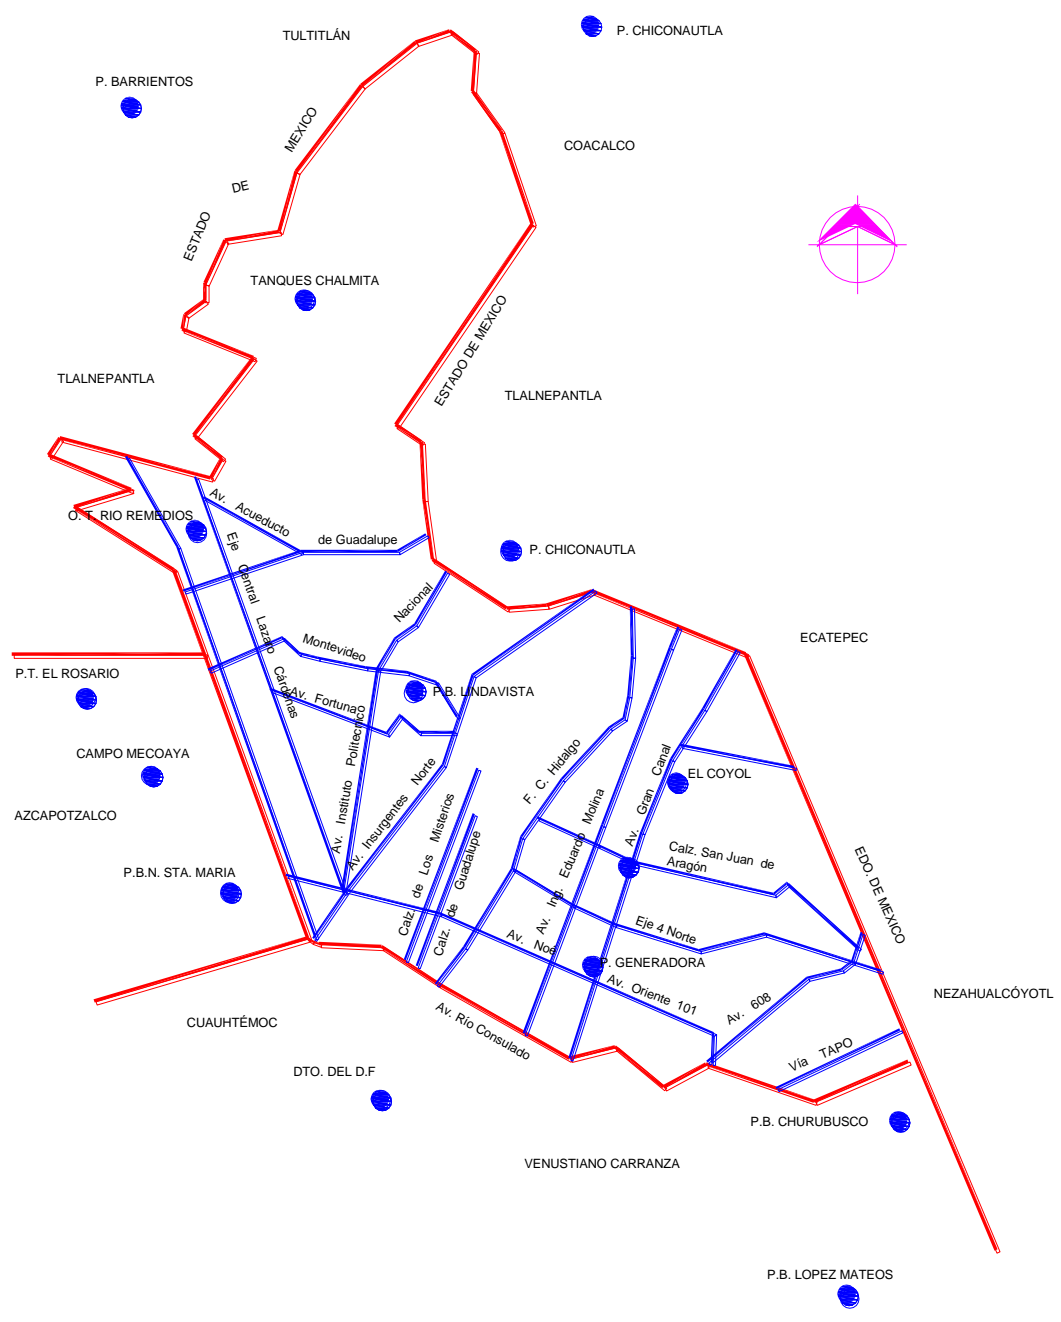 P. CHICONAUTLA
TULTITLÁN
P. BARRIENTOS
ESTADO DE MEXICO
COACALCO
TANQUES CHALMITA
ESTADO DE MEXICO
TLALNEPANTLA
TLALNEPANTLA
Av. Acueducto
de Guadalupe
O. T. RIO REMEDIOS
P. CHICONAUTLA
Eje Central Lazaro Cárdenas
Nacional
Montevideo
ECATEPEC
P.T. EL ROSARIO
Av. Fortuna
P.B. LINDAVISTA
Av. Instituto Politecnico
CAMPO MECOAYA
Av. Insurgentes Norte
F. C. Hidalgo
Av. Gran Canal
EL COYOL
AZCAPOTZALCO
Calz. de Los Misterios
Calz. de Guadalupe
Av. Ing. Eduardo Molina
Calz. San Juan de
Aragón
P.B.N. STA. MARIA
EDO. DE MEXICO
Eje 4 Norte
Av. Noé
P. GENERADORA
Av. Oriente 101
Av. 608
NEZAHUALCÓYOTL
CUAUHTÉMOC
Av. Río Consulado
Vía TAPO
DTO. DEL D.F
P.B. CHURUBUSCO
VENUSTIANO CARRANZA
P.B. LOPEZ MATEOS